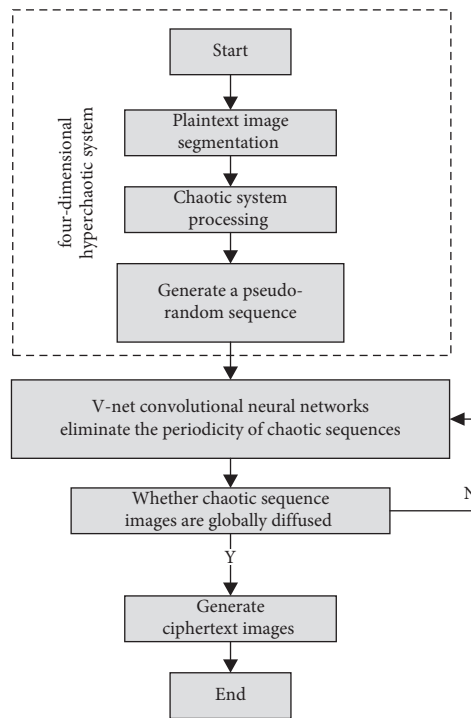 Start
Plaintext image
segmentation
Chaotic system
processing
Generate a pseudo-
random sequence
four-dimensional
hyperchaotic system
V-net convolutional neural networks
eliminate the periodicity of chaotic sequences
Whether chaotic sequence
images are globally diffused
N
Y
Generate
ciphertext images
End